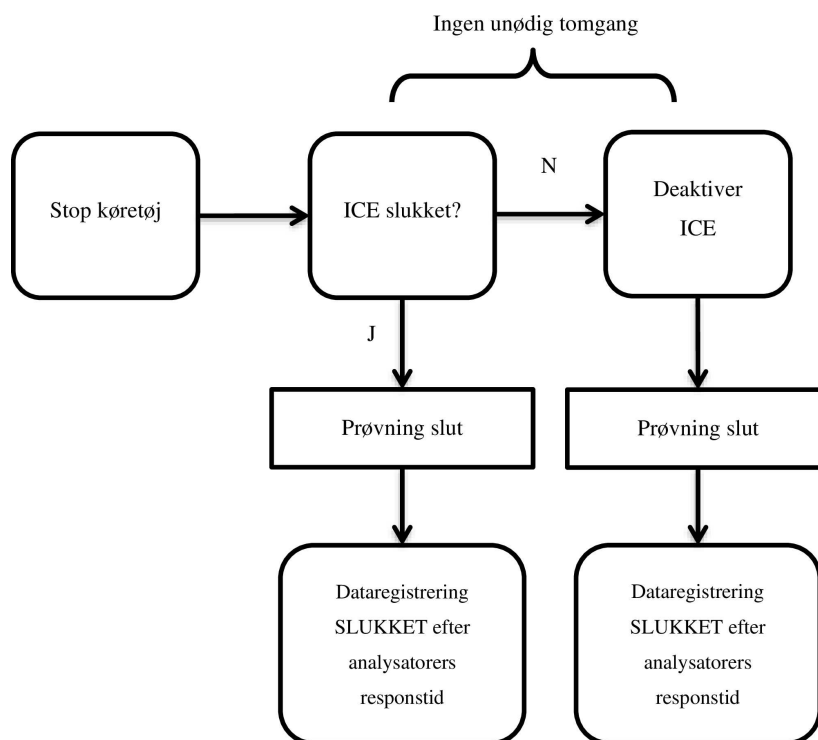 Ingen unødig tomgang
Stop køretøj
ICE slukket?
N
Deaktiver
ICE
J
Prøvning slut
Prøvning slut
Dataregistrering
SLUKKET efter
analysatorers
responstid
Dataregistrering
SLUKKET efter
analysatorers
responstid